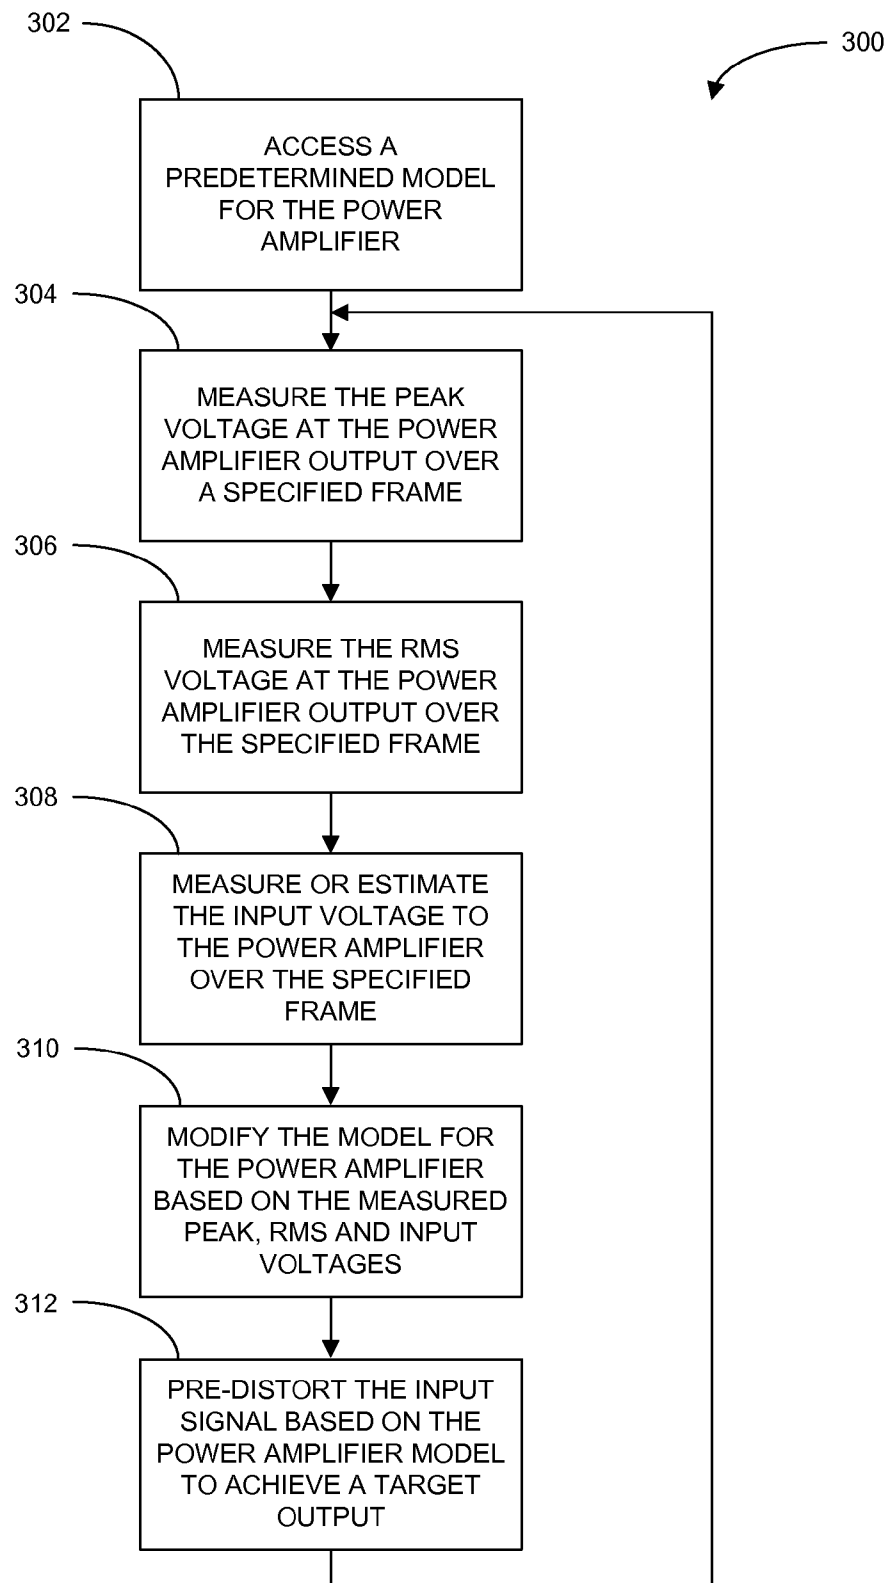 302
300
ACCESS A
PREDETERMINED MODEL
FOR THE POWER
AMPLIFIER
304
MEASURE THE PEAK
VOLTAGE AT THE POWER
AMPLIFIER OUTPUT OVER
A SPECIFIED FRAME
306
MEASURE THE RMS
VOLTAGE AT THE POWER
AMPLIFIER OUTPUT OVER
THE SPECIFIED FRAME
308
MEASURE OR ESTIMATE
THE INPUT VOLTAGE TO
THE POWER AMPLIFIER
OVER THE SPECIFIED
FRAME
310
MODIFY THE MODEL FOR
THE POWER AMPLIFIER
BASED ON THE MEASURED
PEAK, RMS AND INPUT
VOLTAGES
312
PRE-DISTORT THE INPUT
SIGNAL BASED ON THE
POWER AMPLIFIER MODEL
TO ACHIEVE A TARGET
OUTPUT